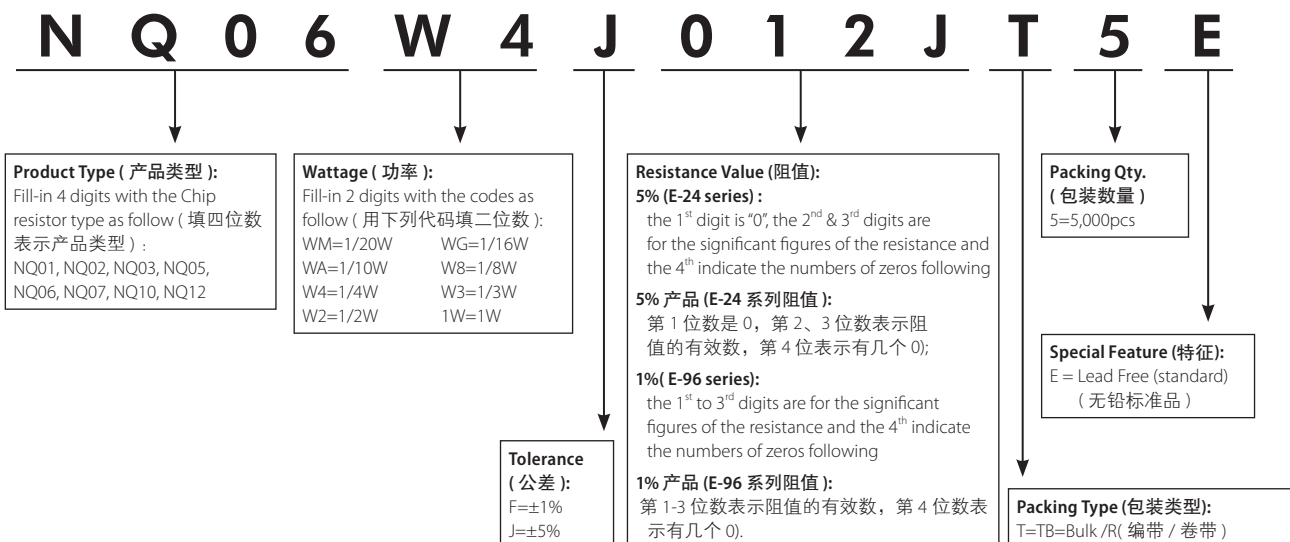 N Q 0 6 W 4 J 0 1 2 J T 5 E
Product Type ( 产品类型 ):
Fill-in 4 digits with the Chip
resistor type as follow ( 填四位数
表示产品类型 ) :
NQ01, NQ02, NQ03, NQ05,
NQ06, NQ07, NQ10, NQ12
Wattage ( 功率 ):
Fill-in 2 digits with the codes as
follow ( 用下列代码填二位数 ):
WM=1/20W WG=1/16W
WA=1/10W W8=1/8W
W4=1/4W W3=1/3W
W2=1/2W 1W=1W
Tolerance
( 公差 ):
F=±1%
J=±5%
Resistance Value (阻值):
5% (E-24 series) :
the 1st digit is "0", the 2nd & 3rd digits are
for the significant figures of the resistance and
the 4th indicate the numbers of zeros following
5% 产品 (E-24 系列阻值 ):
第 1 位数是 0，第 2、3 位数表示阻
值的有效数，第 4 位表示有几个 0);
1%( E-96 series):
the 1st to 3rd digits are for the significant
figures of the resistance and the 4th indicate
the numbers of zeros following
1% 产品 (E-96 系列阻值 ):
第 1-3 位数表示阻值的有效数，第 4 位数表
示有几个 0).
Packing Qty.
( 包装数量 )
5=5,000pcs
Special Feature (特征):
E = Lead Free (standard)
( 无铅标准品 )
Packing Type (包装类型):
T=TB=Bulk /R( 编带 / 卷带 )